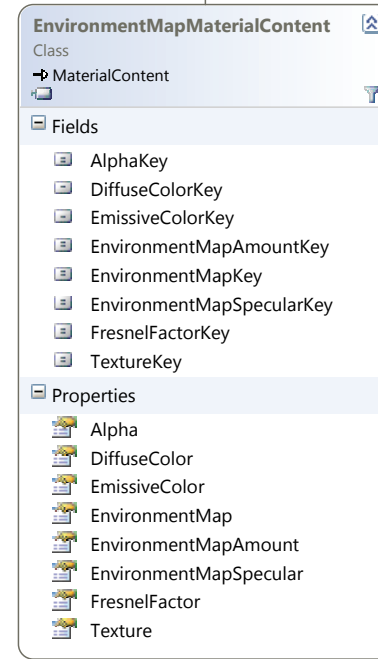 EnvironmentMapMaterialContent
Class
MaterialContent
Fields
AlphaKey
DiffuseColorKey
EmissiveColorKey
EnvironmentMapAmountKey
EnvironmentMapKey
EnvironmentMapSpecularKey
FresnelFactorKey
TextureKey
Properties
Alpha
DiffuseColor
EmissiveColor
EnvironmentMap
EnvironmentMapAmount
EnvironmentMapSpecular
FresnelFactor
Texture